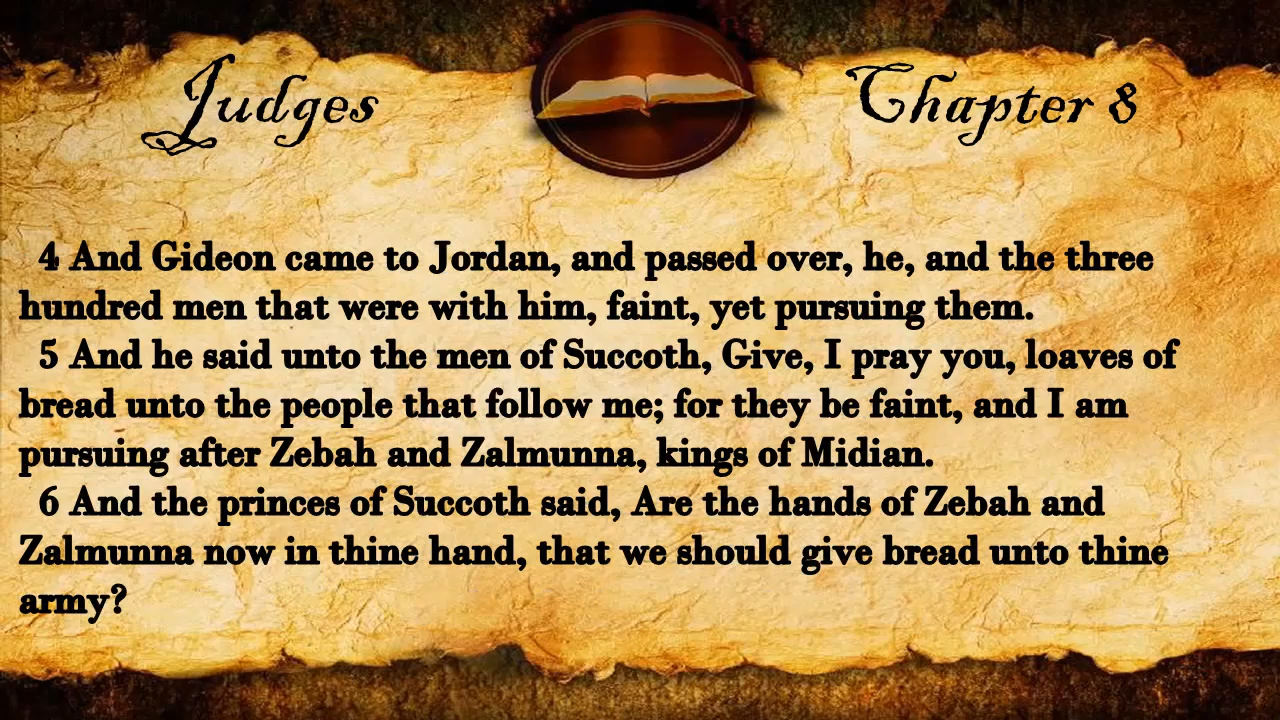 Judges
Chapter 8
4 And Gideon came to Jordan, and passed over, he, and the three
hundred men that were with him, faint, yet pursuing them.
5 And he said unto the men of Succoth, Give, I pray you, loaves of
bread unto the people that follow me; for they be faint, and I am
pursuing after Zebah and Zalmunna, kings of Midian.
6 And the princes of Succoth said, Are the hands of Zebah and
Zalmunna now in thine hand, that we should give bread unto thine
army?